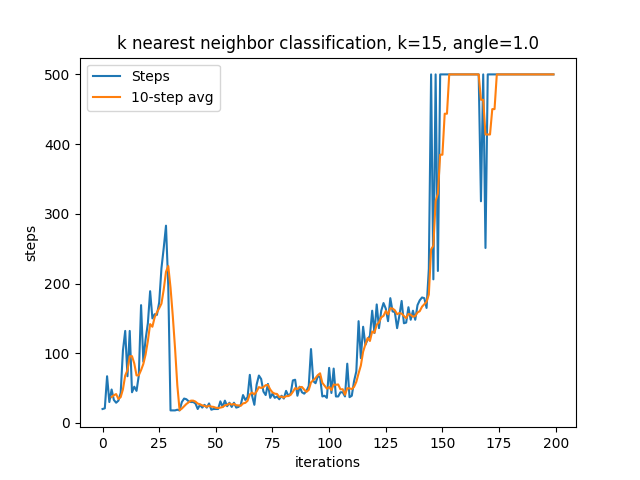 k nearest neighbor classification, k=15, angle=1.0
Steps
10-step avg
500
400
300
200
100
0
steps
0 25 50 75 100 125 150 175 200
iterations